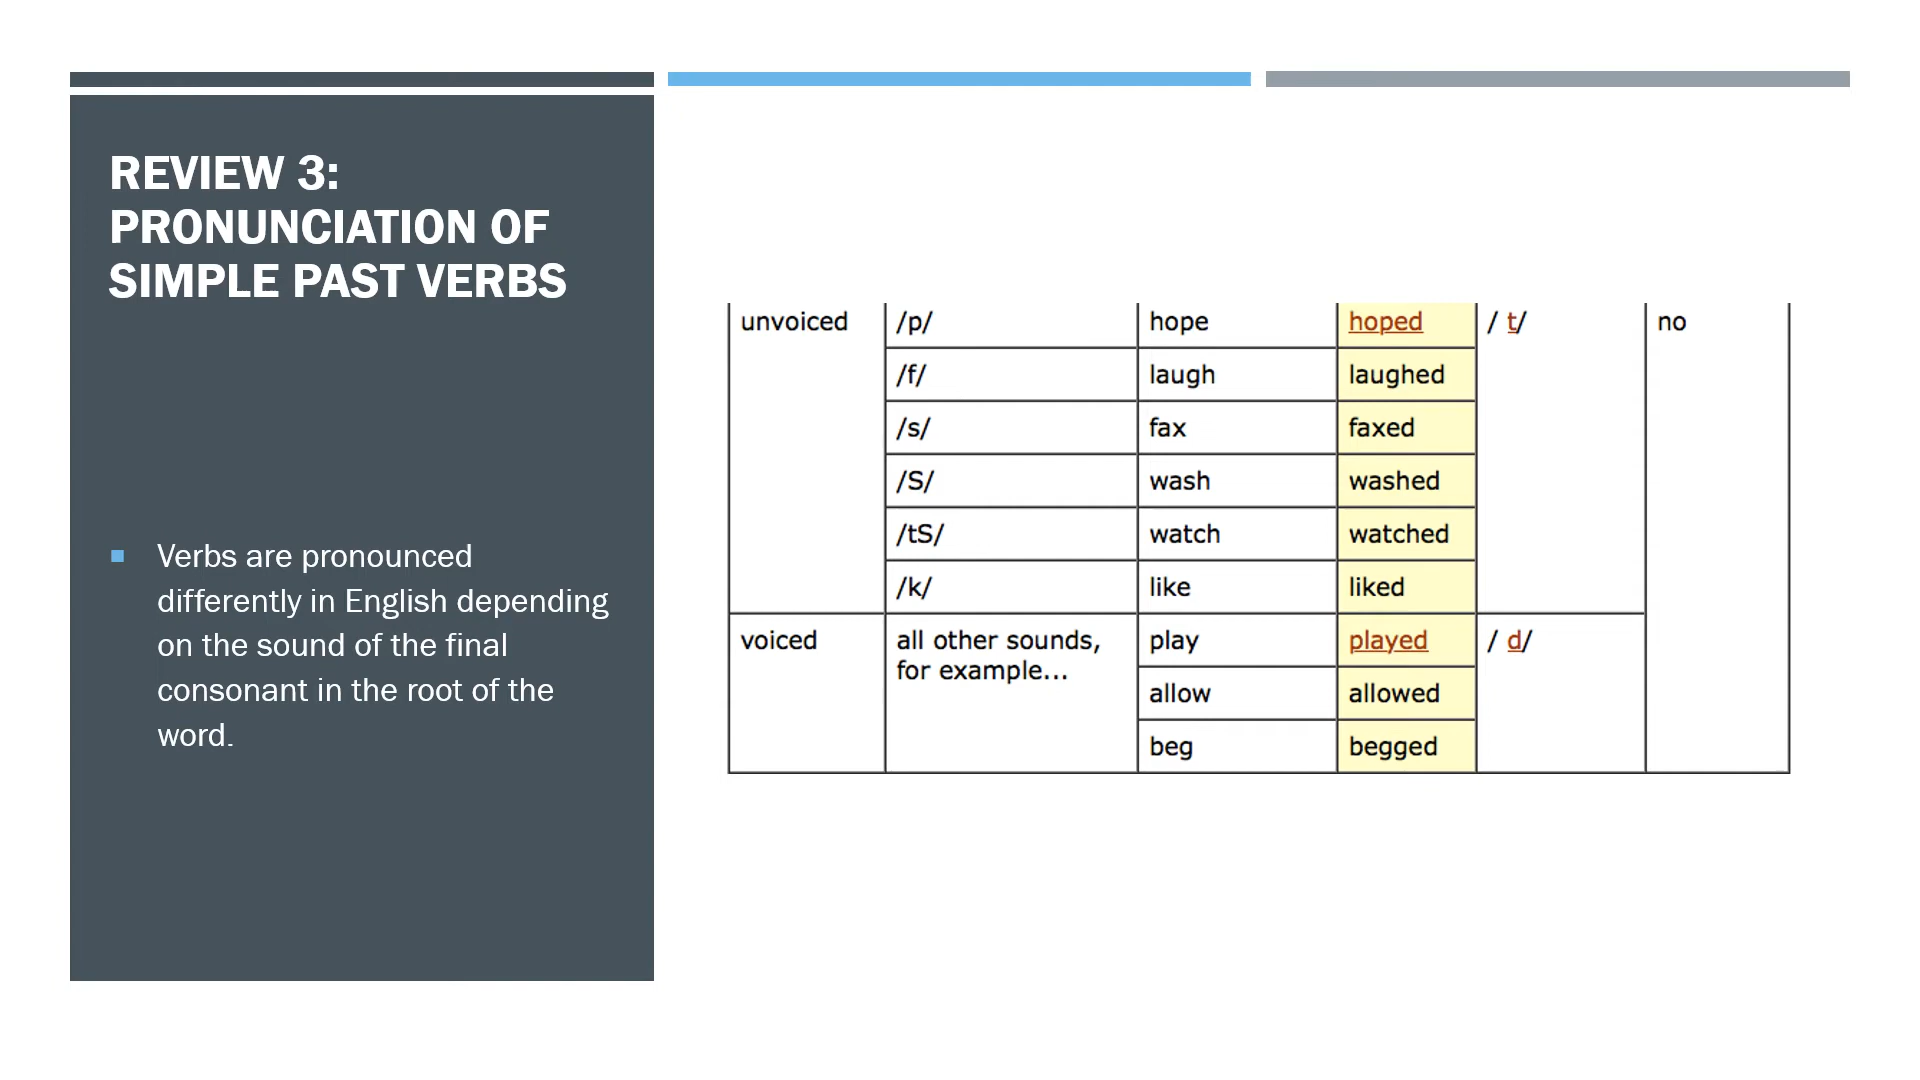 REVIEW 3:
PRONUNCIATION OF
SIMPLE PAST VERBS
Verbs are pronounced
differently in English depending
on the sound of the final
consonant in the root of the
word.
unvoiced /p/ hope hoped / t/ no
/f/ laugh laughed
/s/ fax faxed
/S/ wash washed
/tS/ watch watched
/k/ like liked
voiced all other sounds, play played / d/
for example...
allow allowed
beg begged